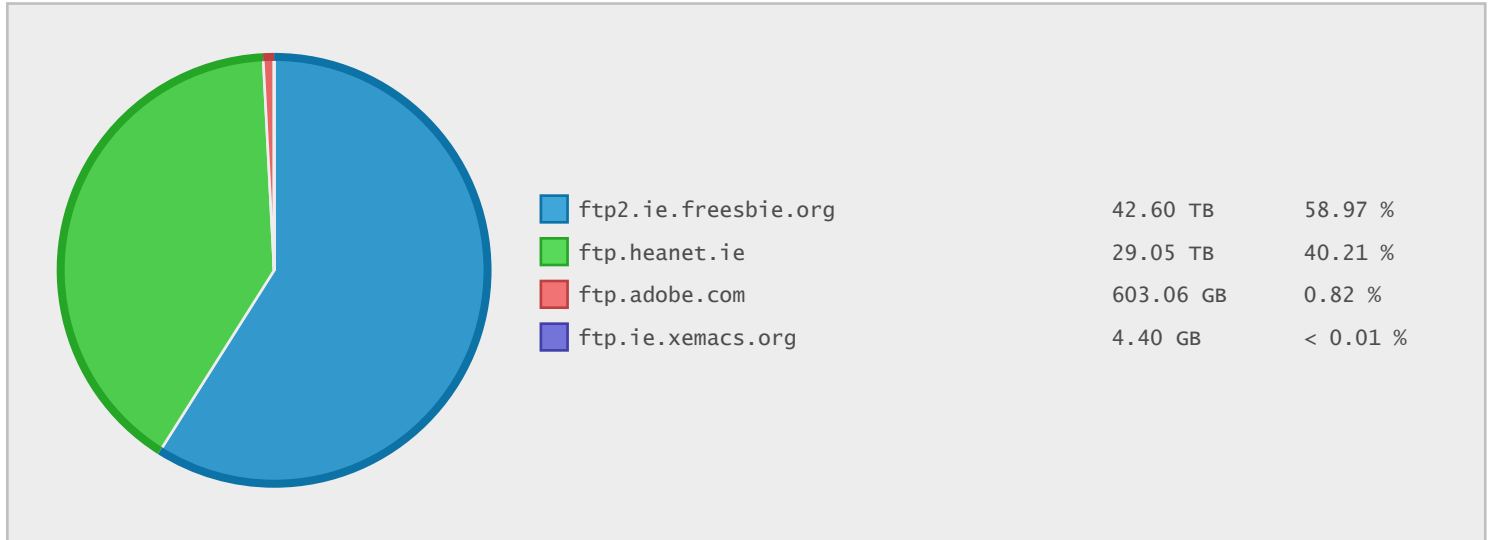 ftp2.ie.freesbie.org 42.60 TB 58.97 %
ftp.heanet.ie 29.05 TB 40.21 %
ftp.adobe.com 603.06 GB 0.82 %
ftp.ie.xemacs.org 4.40 GB < 0.01 %